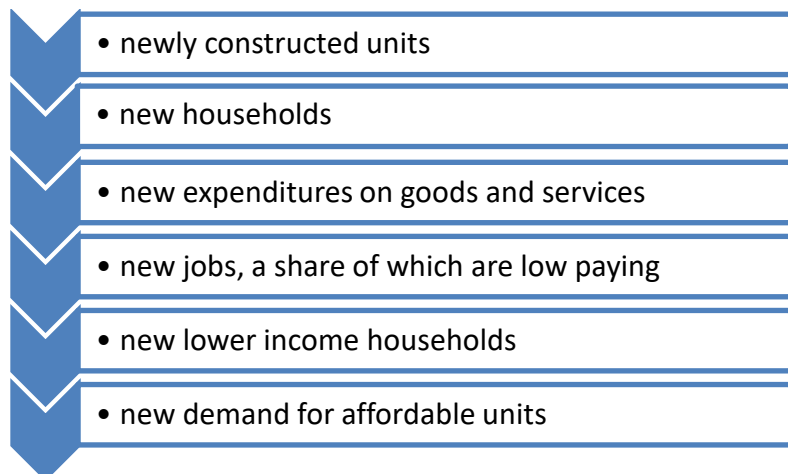 • newly constructed units
• new households
• new expenditures on goods and services
• new jobs, a share of which are low paying
• new lower income households
• new demand for affordable units